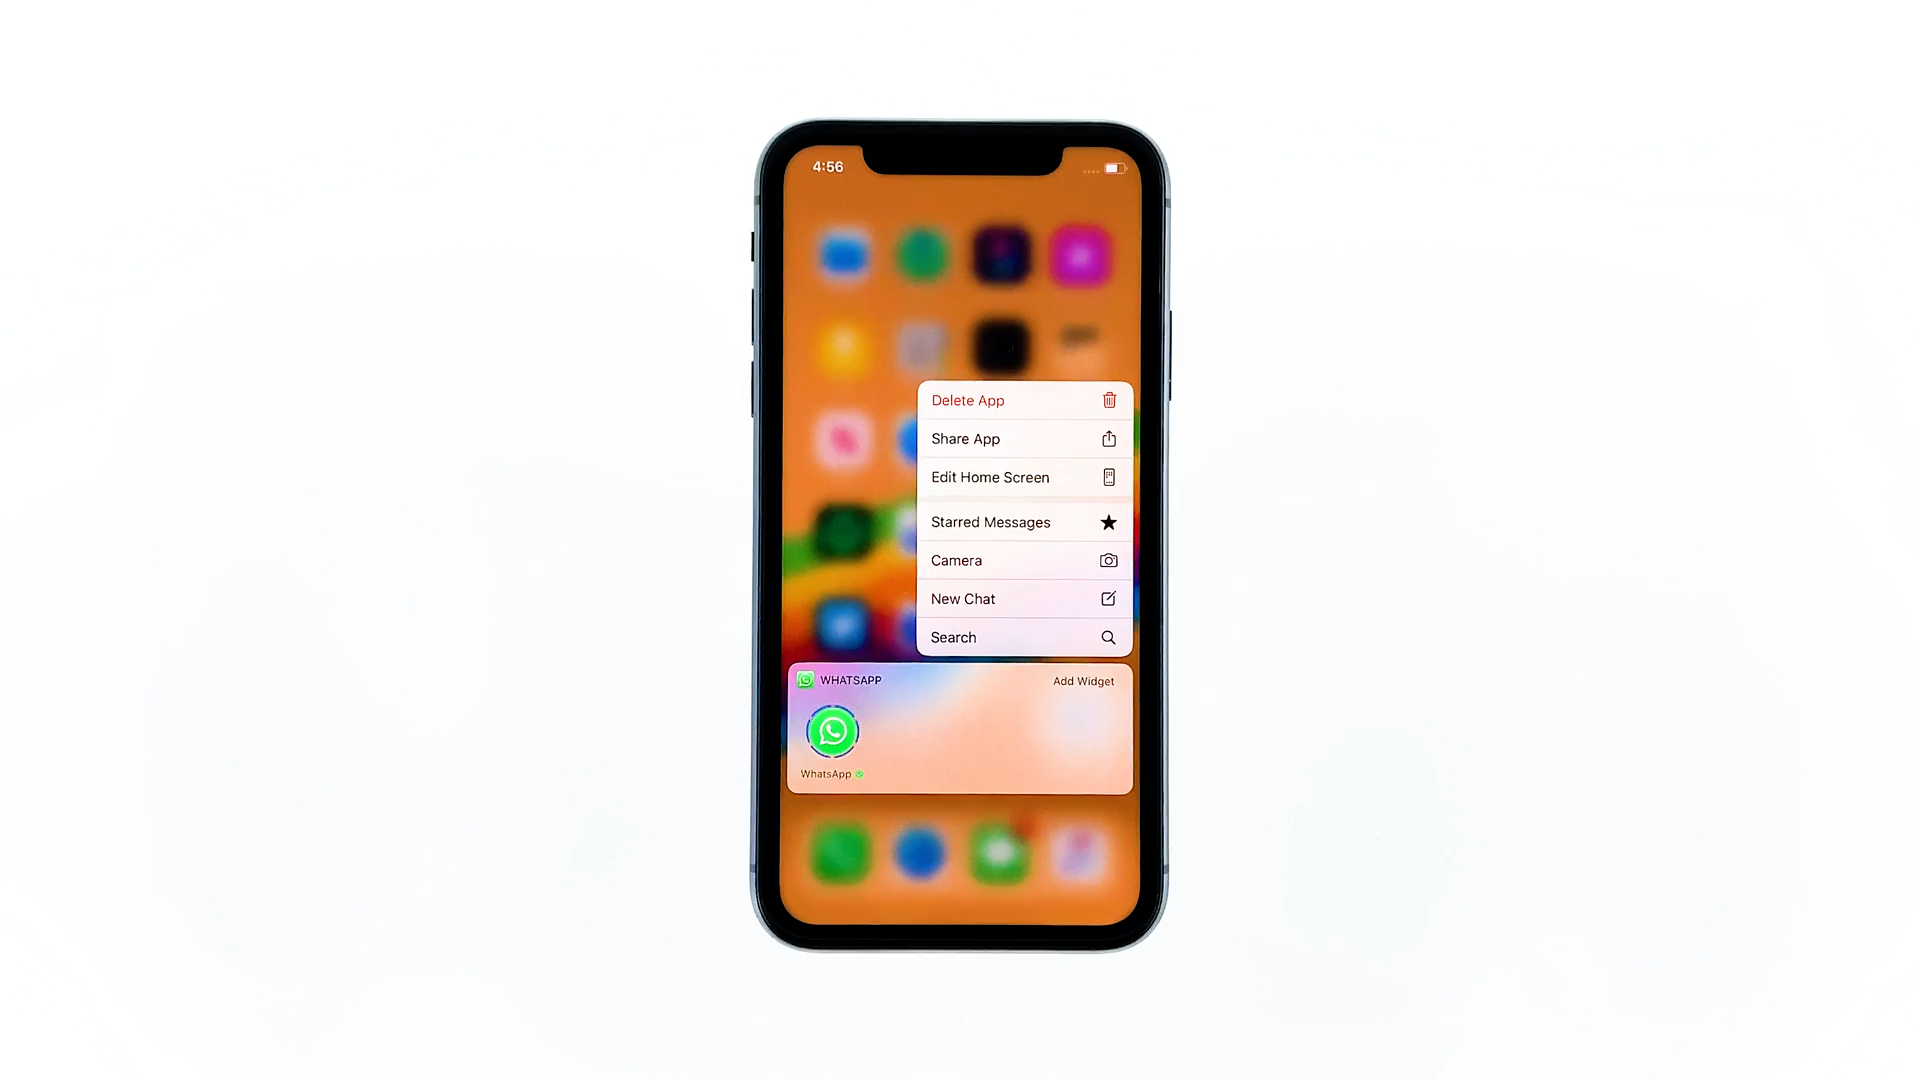 4:56
Delete App
Share App
Edit Home Screen
Starred Messages
Camera
New Chat
Search
WHATSAPP
Add Widget
WhatsApp